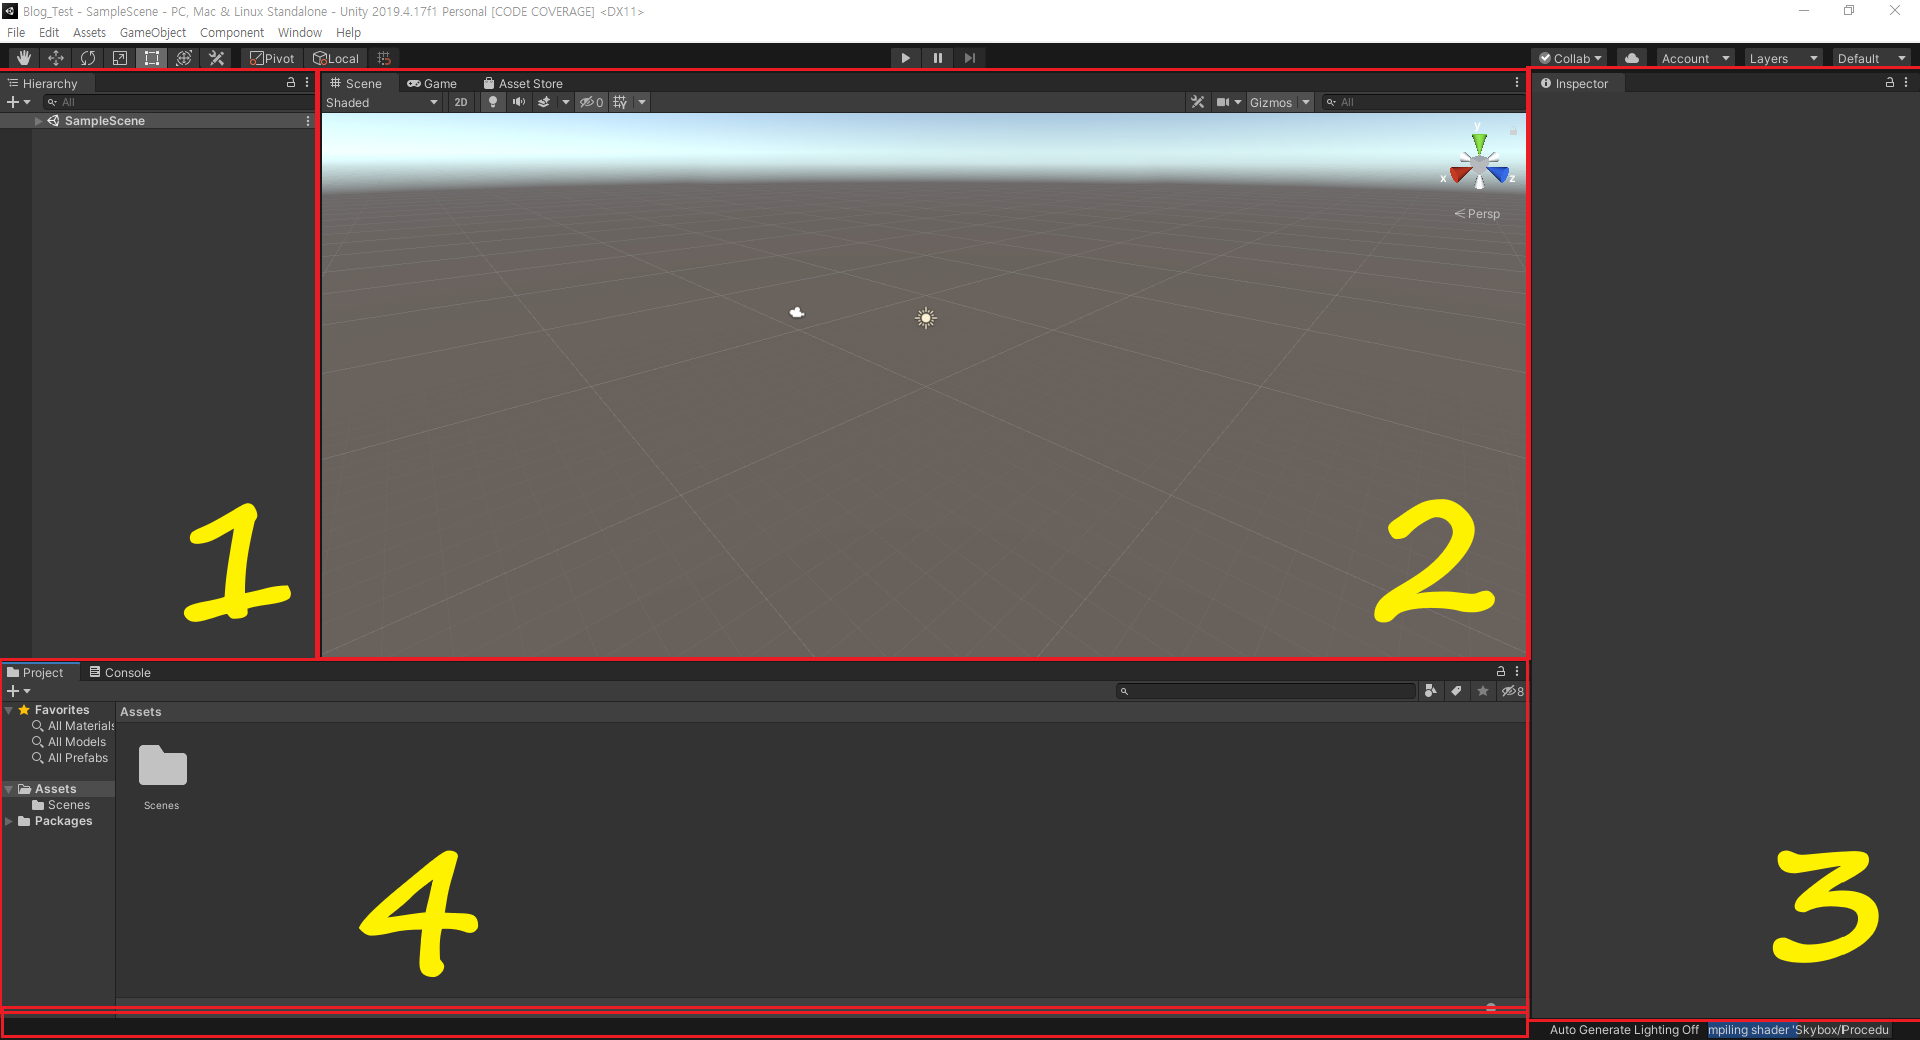 Blog_Test - SampleScene - PC, Mac & Linux Standalone - Unity 2019.4.17f1 Personal [CODE COVERAGE] <DX11>
File Edit Assets GameObject Component Window Help
Pivot Local Collab Account Layers Default
Hierarchy
All
SampleScene
Scene Game Asset Store
Shaded 2D 0 Gizmos All
y
x z
Persp
Inspector
1
2
Project Console
8
Favorites
All Materials
All Models
All Prefabs
Assets
Scenes
Packages
Assets
Scenes
4
3
Auto Generate Lighting Off mpiling shader 'Skybox/Procedu